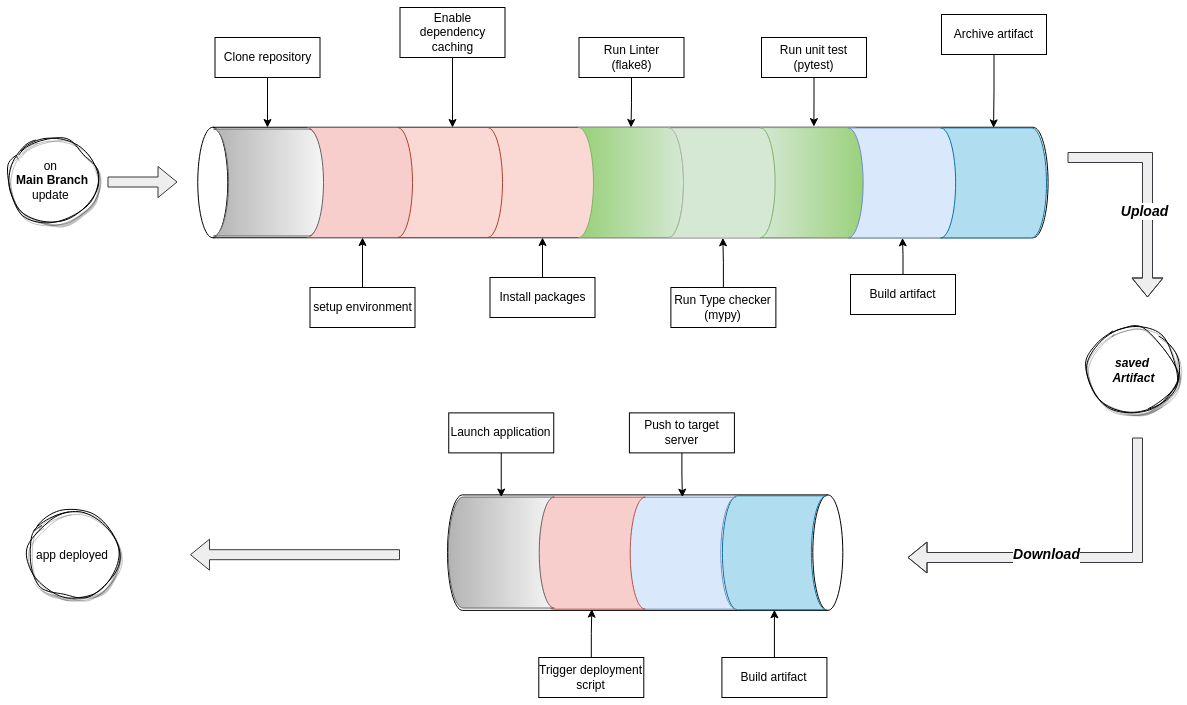 Enable
dependency
caching
Archive artifact
Clone repository
Run Linter
(flake8)
Run unit test
(pytest)
on
Main Branch
update
Upload
setup environment
Install packages
Run Type checker
(mypy)
Build artifact
saved
Artifact
Launch application
Push to target
server
app deployed
Download
Trigger deployment
script
Build artifact